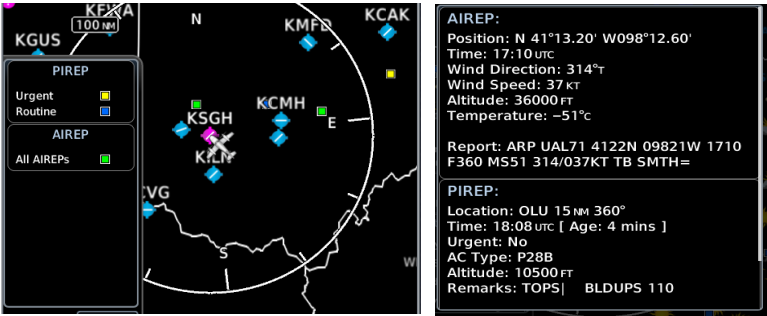 KFWA
KCAK
100 NM
N
KMFD
KGUS
PIREP
Urgent
Routine
AIREP
All AIREPs
KSGH
KCMH
E
KILN
CVG
S
W
AIREP:
Position: N 41°13.20' W098°12.60'
Time: 17:10 UTC
Wind Direction: 314°T
Wind Speed: 37 KT
Altitude: 36000 FT
Temperature: −51°C
Report: ARP UAL71 4122N 09821W 1710
F360 MS51 314/037KT TB SMTH=
PIREP:
Location: OLU 15 NM 360°
Time: 18:08 UTC [ Age: 4 mins ]
Urgent: No
AC Type: P28B
Altitude: 10500 FT
Remarks: TOPS| BLDUPS 110